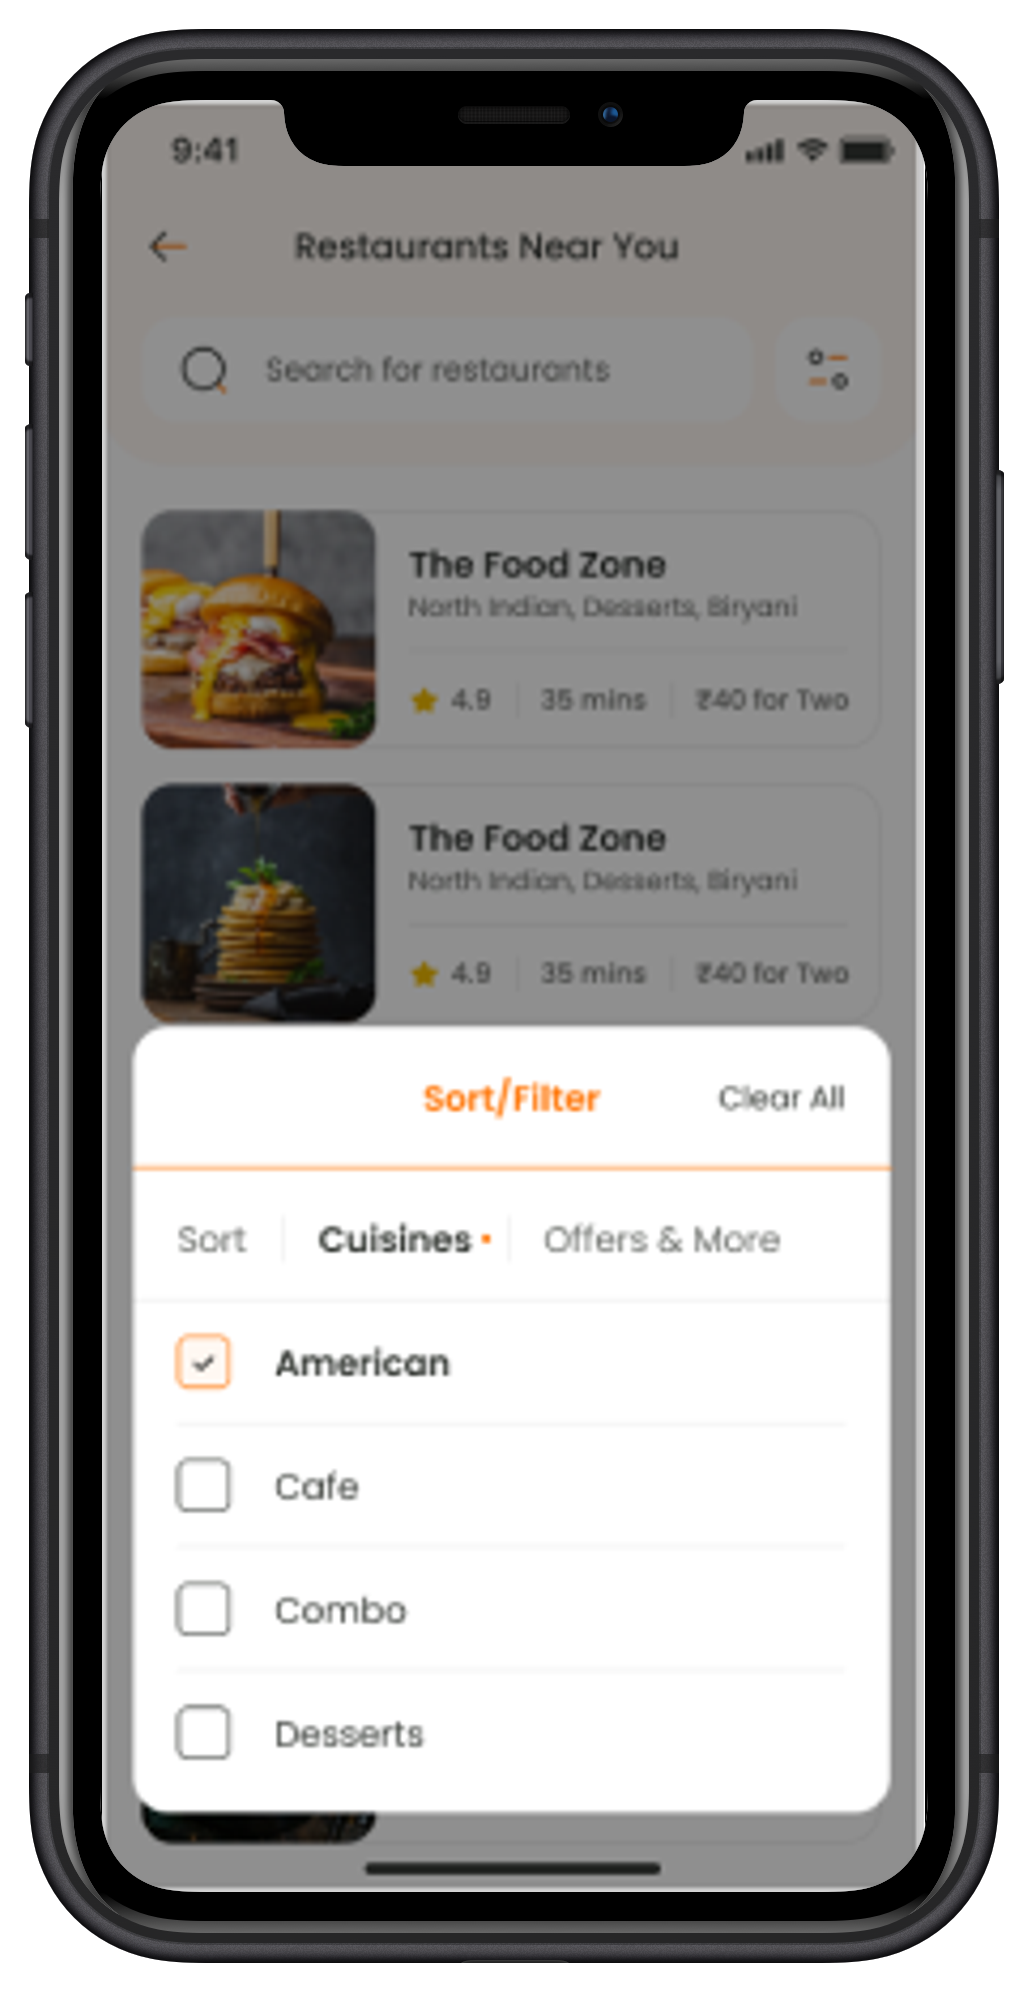 9:41
Restaurants Near You
Search for restaurants
The Food Zone
North Indian, Desserts, Biryani
4.9 35 mins ₹40 for Two
The Food Zone
North Indian, Desserts, Biryani
4.9 35 mins ₹40 for Two
Sort/Filter Clear All
Sort Cuisines Offers & More
American
Cafe
Combo
Desserts